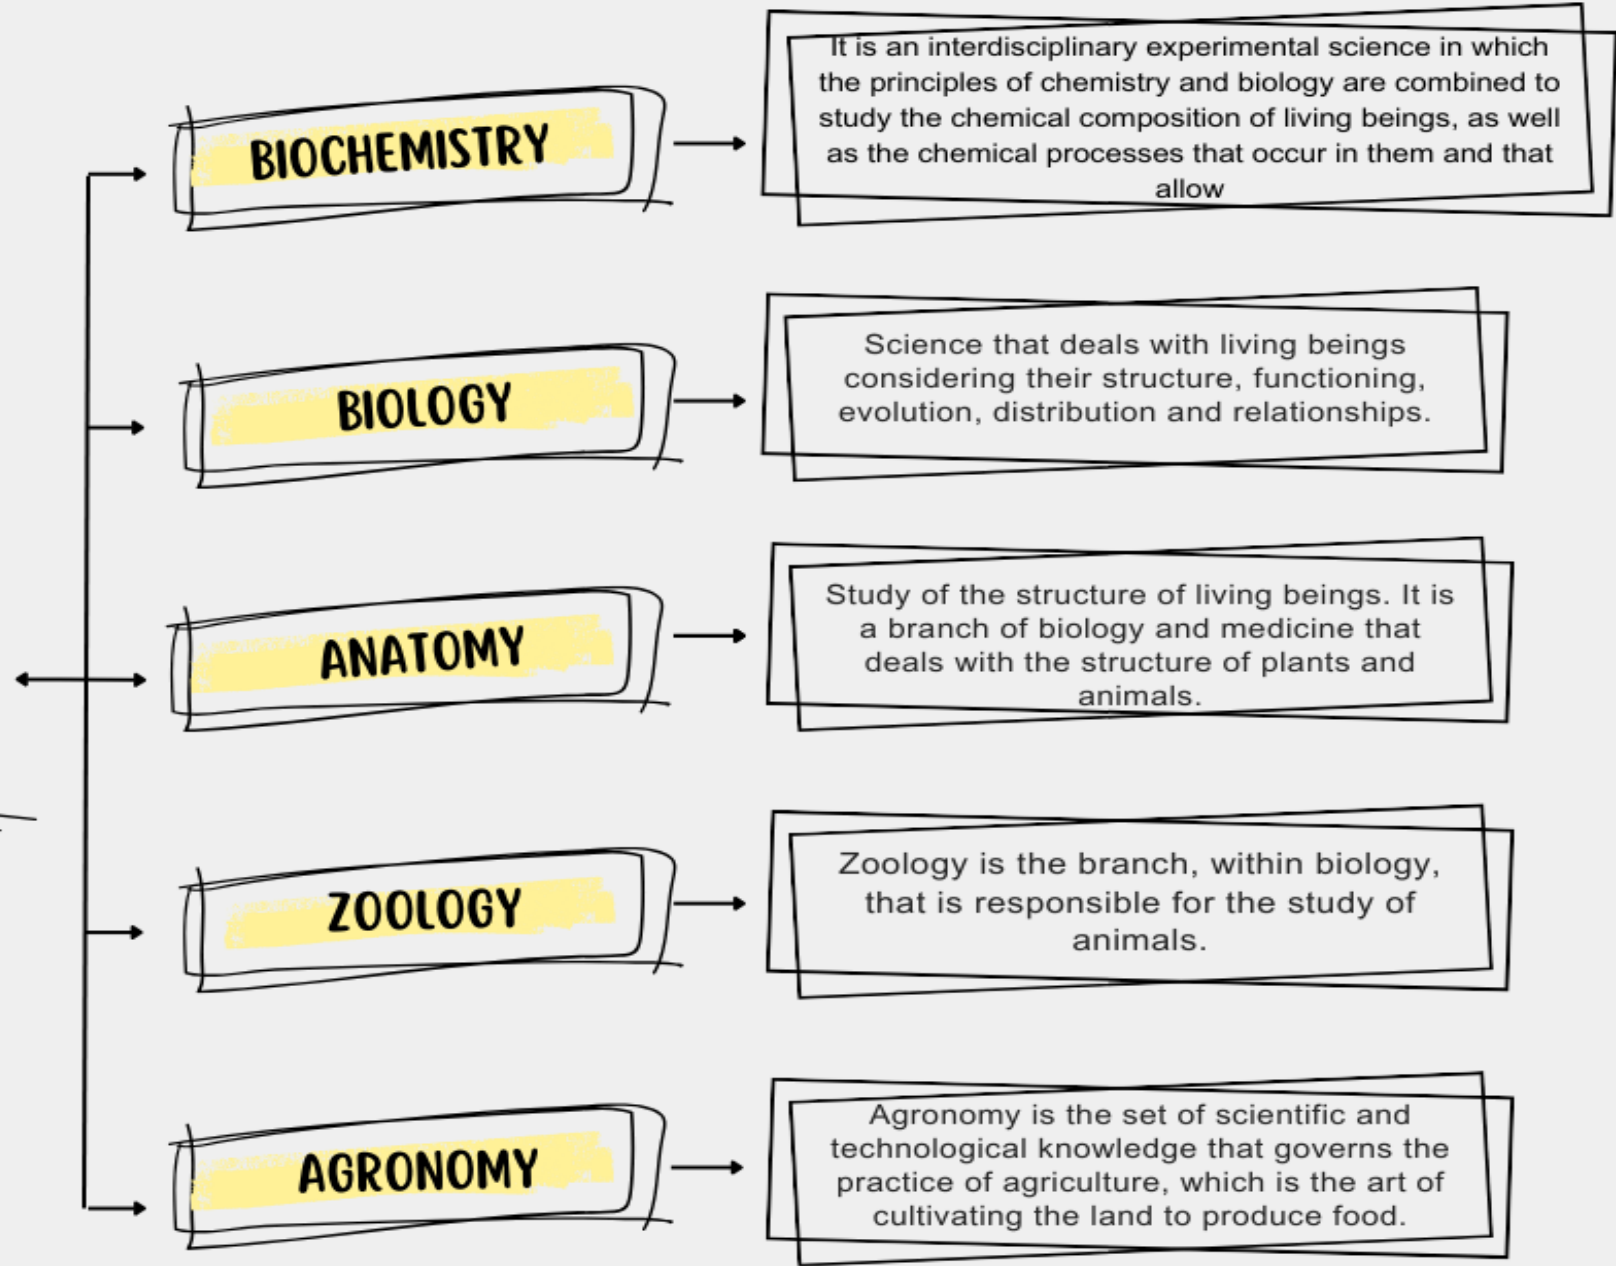 BIOCHEMISTRY
It is an interdisciplinary experimental science in which
the principles of chemistry and biology are combined to
study the chemical composition of living beings, as well
as the chemical processes that occur in them and that
allow
BIOLOGY
Science that deals with living beings
considering their structure, functioning,
evolution, distribution and relationships.
ANATOMY
Study of the structure of living beings. It is
a branch of biology and medicine that
deals with the structure of plants and
animals.
ZOOLOGY
Zoology is the branch, within biology,
that is responsible for the study of
animals.
AGRONOMY
Agronomy is the set of scientific and
technological knowledge that governs the
practice of agriculture, which is the art of
cultivating the land to produce food.